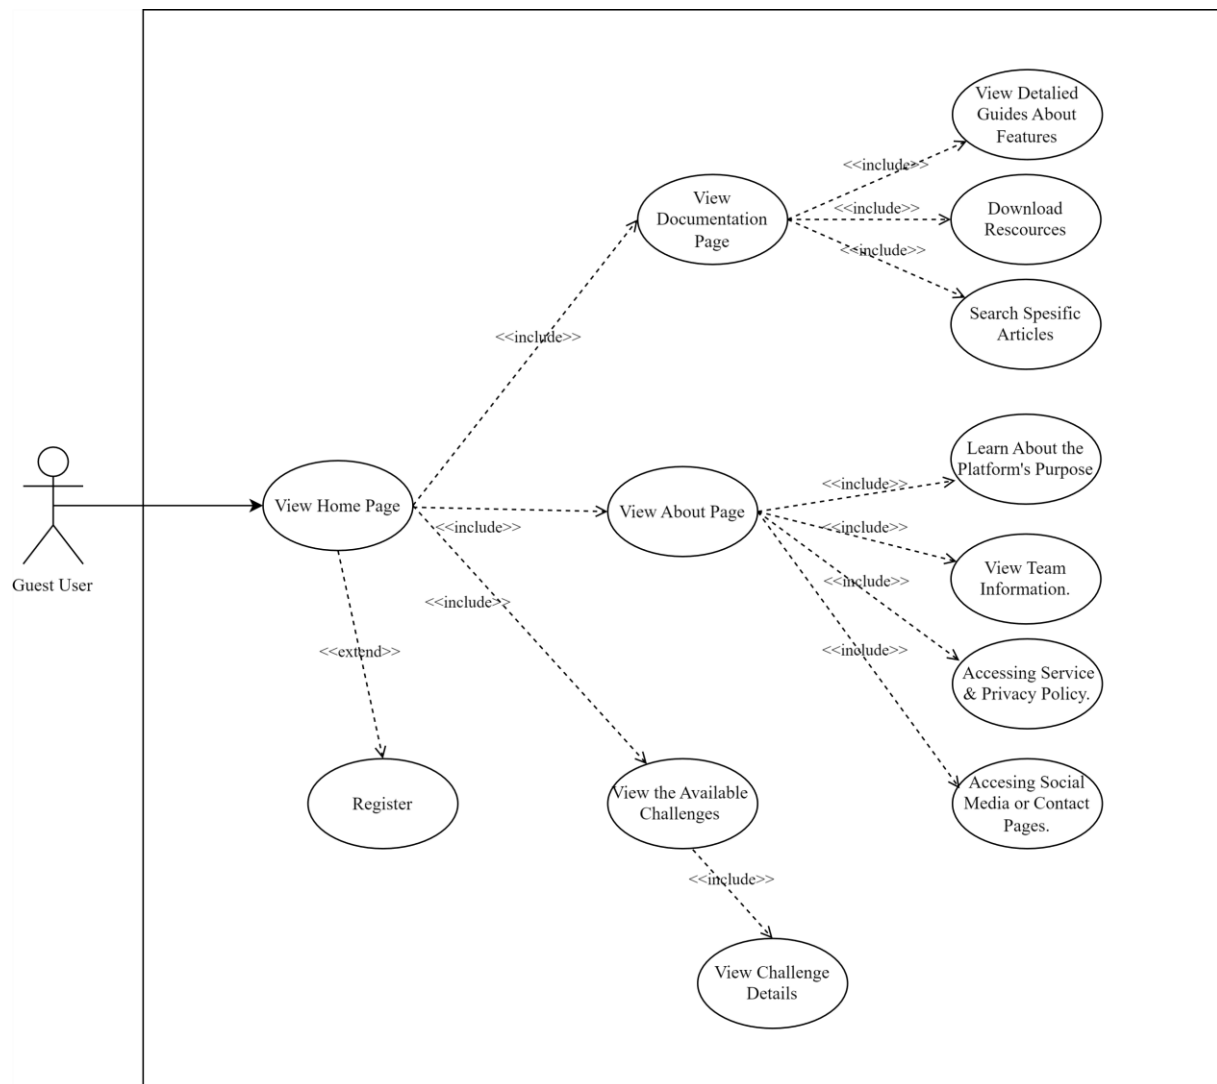 View Detalied
Guides About
Features
<<include>>
View
Documentation
Page
<<include>>
Download
Rescources
<<include>>
Search Spesific
Articles
<<include>>
Learn About the
Platform's Purpose
<<include>>
View Home Page
View About Page
<<include>>
<<include>>
View Team
Information.
Guest User
<<include>>
<<include>>
<<extend>>
<<include>>
Accessing Service
& Privacy Policy.
Register
View the Available
Challenges
Accesing Social
Media or Contact
Pages.
<<include>>
View Challenge
Details